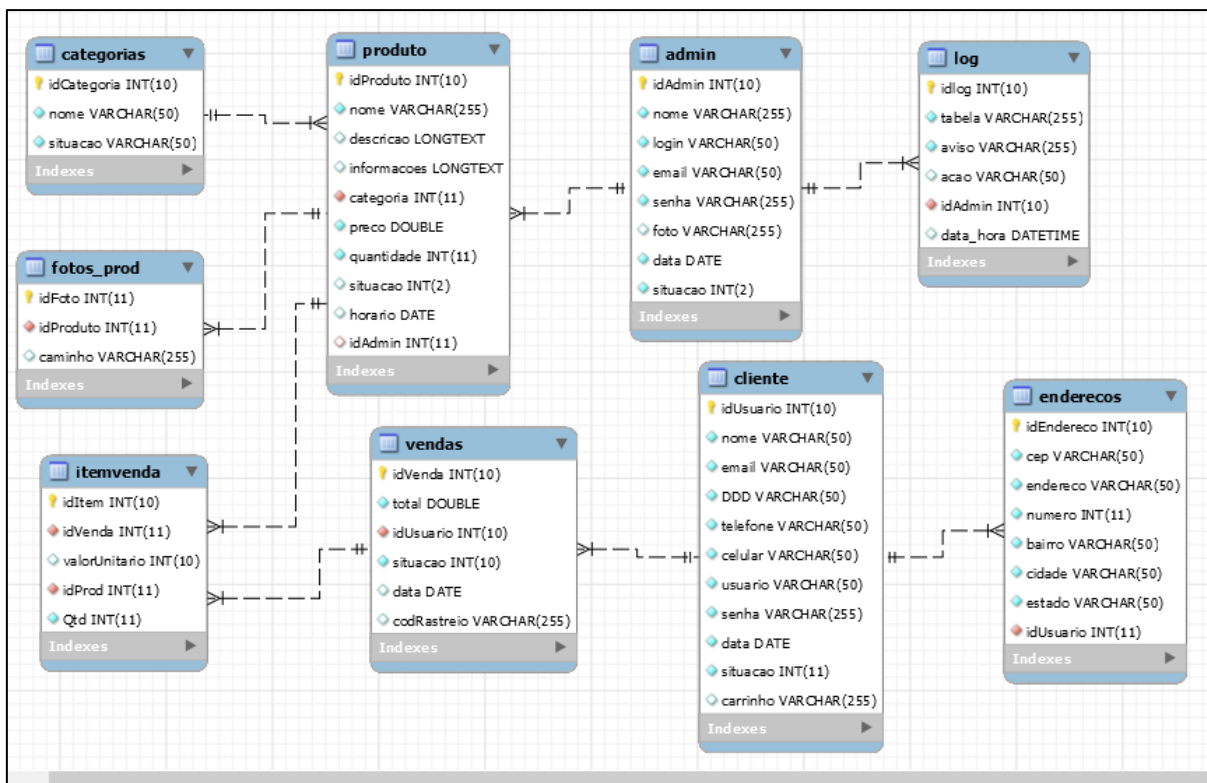 categorias
idCategoria INT(10)
nome VARCHAR(50)
situacao VARCHAR(50)
Indexes
produto
idProduto INT(10)
nome VARCHAR(255)
descricao LONGTEXT
informacoes LONGTEXT
categoria INT(11)
preco DOUBLE
quantidade INT(11)
situacao INT(2)
horario DATE
idAdmin INT(11)
Indexes
admin
idAdmin INT(10)
nome VARCHAR(255)
login VARCHAR(50)
email VARCHAR(50)
senha VARCHAR(255)
foto VARCHAR(255)
data DATE
situacao INT(2)
Indexes
log
idlog INT(10)
tabela VARCHAR(255)
aviso VARCHAR(255)
acao VARCHAR(50)
idAdmin INT(10)
data_hora DATETIME
Indexes
fotos_prod
idFoto INT(11)
idProduto INT(11)
caminho VARCHAR(255)
Indexes
itemvenda
idItem INT(10)
idVenda INT(11)
valorUnitario INT(10)
idProd INT(11)
Qtd INT(11)
Indexes
vendas
idVenda INT(10)
total DOUBLE
idUsuario INT(10)
situacao INT(10)
data DATE
codRastreio VARCHAR(255)
Indexes
cliente
idUsuario INT(10)
nome VARCHAR(50)
email VARCHAR(50)
DDD VARCHAR(50)
telefone VARCHAR(50)
celular VARCHAR(50)
usuario VARCHAR(50)
senha VARCHAR(255)
data DATE
situacao INT(11)
carrinho VARCHAR(255)
Indexes
enderecos
idEndereco INT(10)
cep VARCHAR(50)
endereco VARCHAR(50)
numero INT(11)
bairro VARCHAR(50)
cidade VARCHAR(50)
estado VARCHAR(50)
idUsuario INT(11)
Indexes